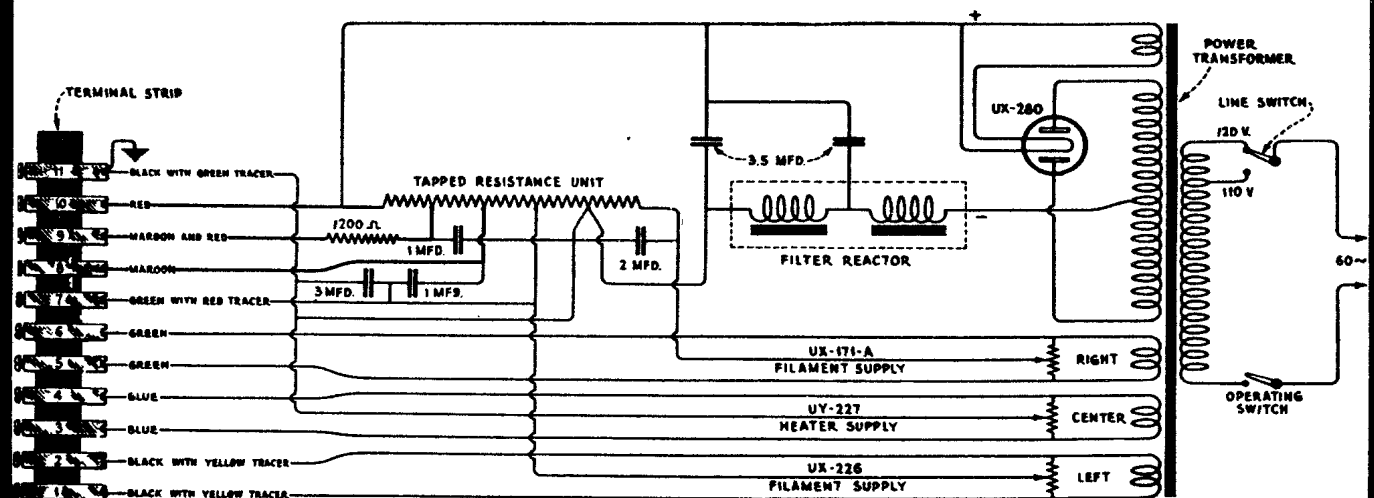 +
POWER
TRANSFORMER
TERMINAL STRIP
UX-280
LINE SWITCH
120 V.
110 V
3.5 MFD.
11
BLACK WITH GREEN TRACER
TAPPED RESISTANCE UNIT
10
RED
1200 Ω
9
MAROON AND RED
1 MFD.
2 MFD.
−
FILTER REACTOR
60~
8
MAROON
3 MFD.
1 MF9.
7
GREEN WITH RED TRACER
6
GREEN
UX-171-A
FILAMENT SUPPLY
RIGHT
5
GREEN
4
BLUE
UY-227
HEATER SUPPLY
CENTER
OPERATING
SWITCH
3
BLUE
2
BLACK WITH YELLOW TRACER
UX-226
FILAMENT SUPPLY
LEFT
1
BLACK WITH YELLOW TRACER